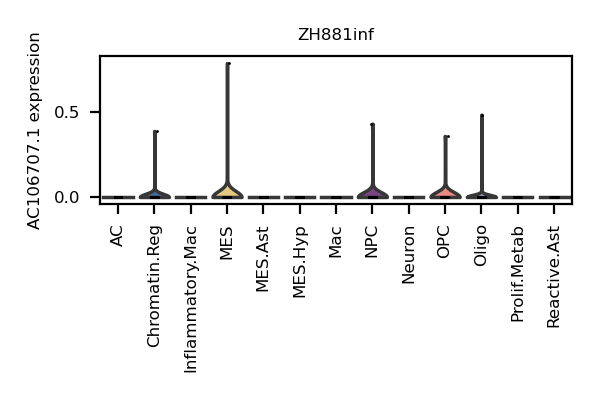 ZH881inf
AC106707.1 expression
0.5
0.0
AC
Chromatin.Reg
Inflammatory.Mac
MES
MES.Ast
MES.Hyp
Mac
NPC
Neuron
OPC
Oligo
Prolif.Metab
Reactive.Ast